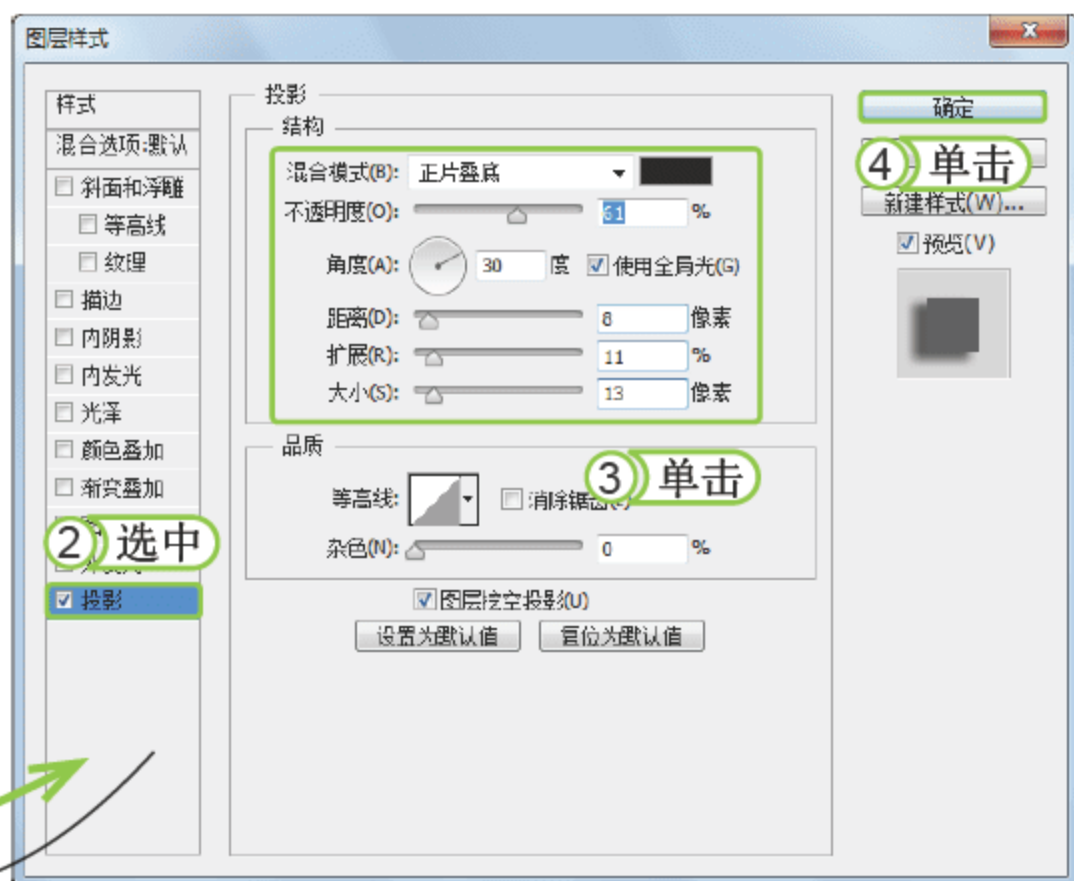 图层样式
样式
混合选项:默认
斜面和浮雕
等高线
纹理
描边
内阴影
内发光
光泽
颜色叠加
渐变叠加
② 选中
投影
投影
结构
混合模式(B): 正片叠底
不透明度(O): 61 %
角度(A): 30 度 使用全局光(G)
距离(D): 8 像素
扩展(R): 11 %
大小(S): 13 像素
品质
③ 单击
等高线: 消除锯齿
杂色(N): 0 %
图层挖空投影(U)
设置为默认值 复位为默认值
确定
④ 单击
新建样式(W)...
预览(V)